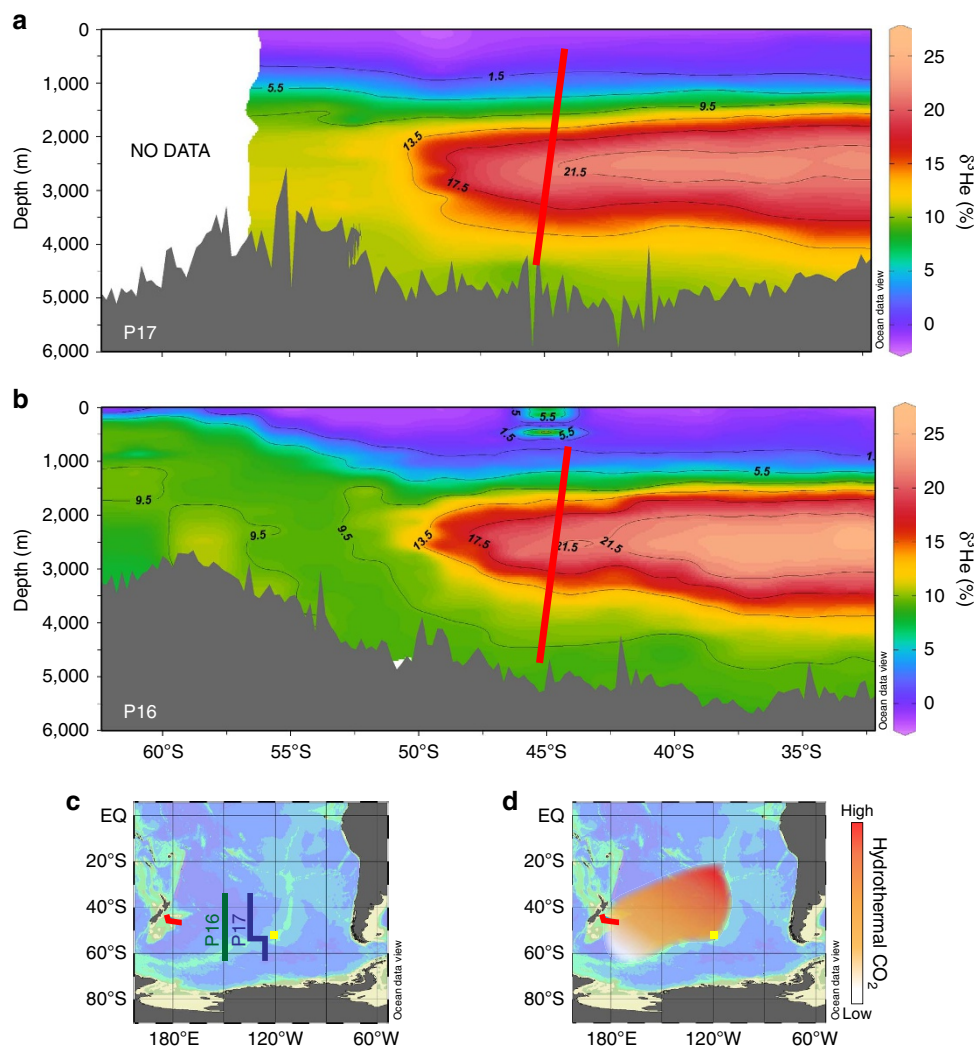 a
0
1,000
2,000
3,000
4,000
5,000
6,000
Depth (m)
NO DATA
P17
1.5
5.5
9.5
13.5
17.5
21.5
Ocean data view
25
20
15
10
5
0
δ³He (%)
b
0
1,000
2,000
3,000
4,000
5,000
6,000
Depth (m)
P16
5
5.5
1.5
5.5
1.
5.5
9.5
9.5
9.5
13.5
17.5
21.5
21.5
Ocean data view
25
20
15
10
5
0
δ³He (%)
60°S
55°S
50°S
45°S
40°S
35°S
c
EQ
20°S
40°S
60°S
80°S
P16
P17
180°E
120°W
60°W
Ocean data view
d
EQ
20°S
40°S
60°S
80°S
180°E
120°W
60°W
Ocean data view
High
Hydrothermal CO₂
Low